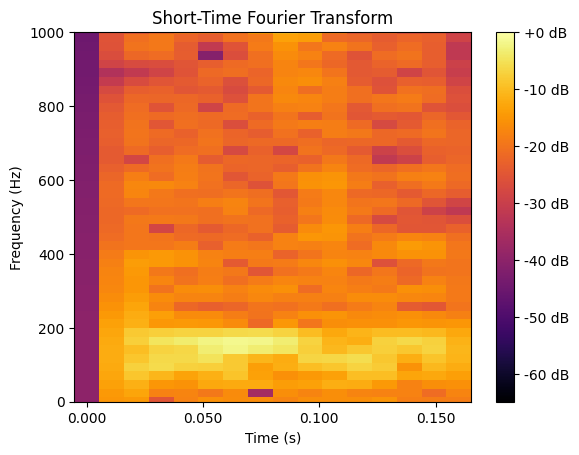 Short-Time Fourier Transform
Frequency (Hz)
1000
800
600
400
200
0
0.000
0.050
0.100
0.150
Time (s)
+0 dB
-10 dB
-20 dB
-30 dB
-40 dB
-50 dB
-60 dB